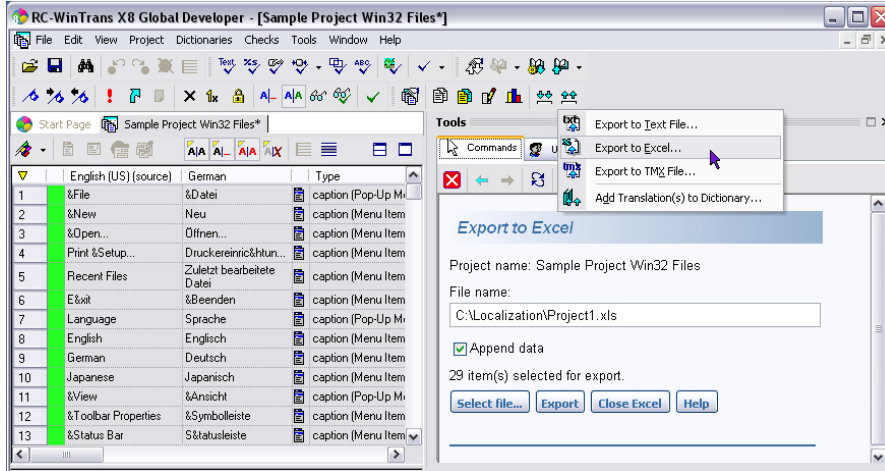 RC-WinTrans X8 Global Developer - [Sample Project Win32 Files*]
File Edit View Project Dictionaries Checks Tools Window Help
Start Page Sample Project Win32 Files*
English (US) (source) German Type
1 &File &Datei caption (Pop-Up M
2 &New Neu caption (Menu Item
3 &Open... Öffnen... caption (Menu Item
4 Print &Setup... Druckereinric&htun... caption (Menu Item
5 Recent Files Zuletzt bearbeitete Datei caption (Menu Item
6 E&xit &Beenden caption (Menu Item
7 Language Sprache caption (Pop-Up M
8 English Englisch caption (Menu Item
9 German Deutsch caption (Menu Item
10 Japanese Japanisch caption (Menu Item
11 &View &Ansicht caption (Pop-Up M
12 &Toolbar Properties &Symbolleiste caption (Menu Item
13 &Status Bar S&tatusleiste caption (Menu Item
Tools
Commands U
Export to Text File...
Export to Excel...
Export to TMX File...
Add Translation(s) to Dictionary...
Export to Excel
Project name: Sample Project Win32 Files
File name:
C:\Localization\Project1.xls
Append data
29 item(s) selected for export.
Select file... Export Close Excel Help